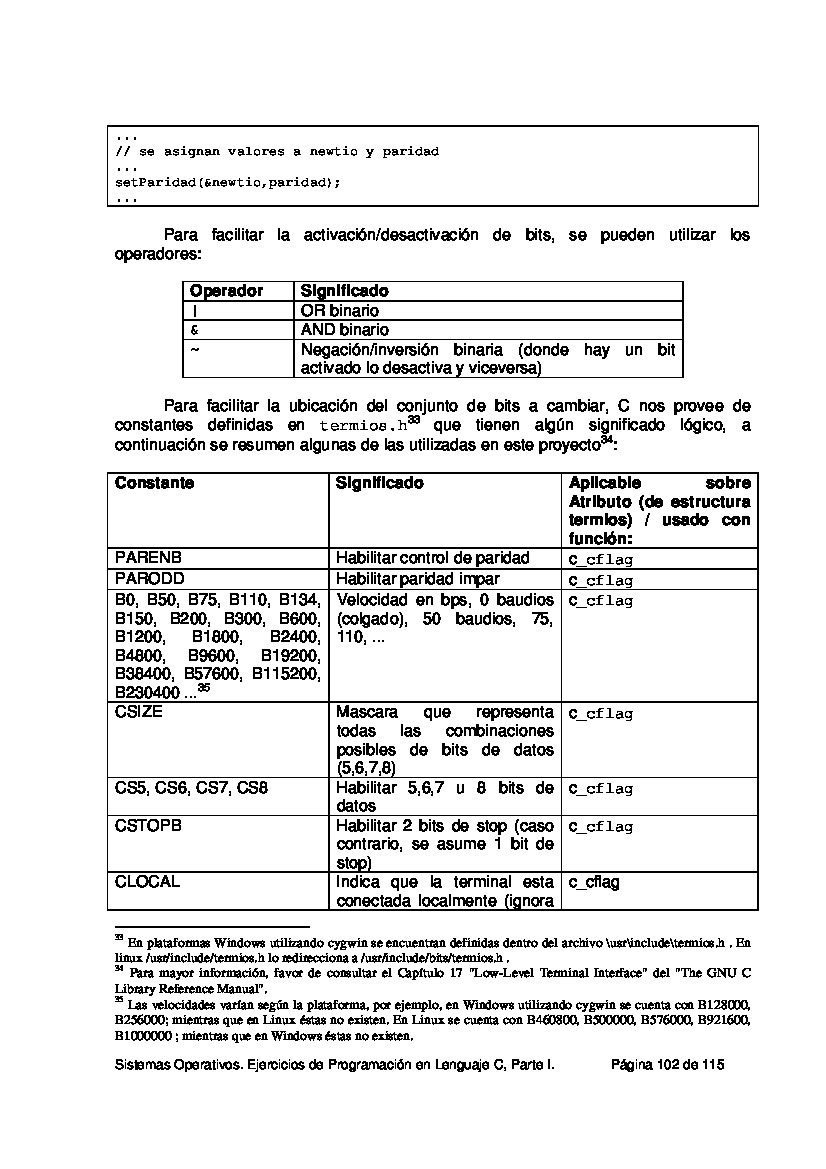 ...
// se asignan valores a newtio y paridad
...
setParidad(&newtio,paridad);
...
Para facilitar la activación/desactivación de bits, se pueden utilizar los
operadores:
Operador Significado
| OR binario
& AND binario
~ Negación/inversión binaria (donde hay un bit
activado lo desactiva y viceversa)
Para facilitar la ubicación del conjunto de bits a cambiar, C nos provee de
constantes definidas en termios.h33 que tienen algún significado lógico, a
continuación se resumen algunas de las utilizadas en este proyecto34:
Constante Significado Aplicable sobre
Atributo (de estructura
termios) / usado con
función:
PARENB Habilitar control de paridad c_cflag
PARODD Habilitar paridad impar c_cflag
B0, B50, B75, B110, B134, Velocidad en bps, 0 baudios c_cflag
B150, B200, B300, B600, (colgado), 50 baudios, 75,
B1200, B1800, B2400, 110, ...
B4800, B9600, B19200,
B38400, B57600, B115200,
B230400 ...35
CSIZE Mascara que representa c_cflag
todas las combinaciones
posibles de bits de datos
(5,6,7,8)
CS5, CS6, CS7, CS8 Habilitar 5,6,7 u 8 bits de c_cflag
datos
CSTOPB Habilitar 2 bits de stop (caso c_cflag
contrario, se asume 1 bit de
stop)
CLOCAL Indica que la terminal esta c_cflag
conectada localmente (ignora
33 En plataformas Windows utilizando cygwin se encuentran definidas dentro del archivo \usr\include\termios.h . En
linux /usr/include/termios.h lo redirecciona a /usr/include/bits/termios.h .
34 Para mayor información, favor de consultar el Capítulo 17 "Low-Level Terminal Interface" del "The GNU C
Library Reference Manual".
35 Las velocidades varían según la plataforma, por ejemplo, en Windows utilizando cygwin se cuenta con B128000,
B256000; mientras que en Linux éstas no existen. En Linux se cuenta con B460800, B500000, B576000, B921600,
B1000000 ; mientras que en Windows éstas no existen.
Sistemas Operativos. Ejercicios de Programación en Lenguaje C, Parte I. Página 102 de 115